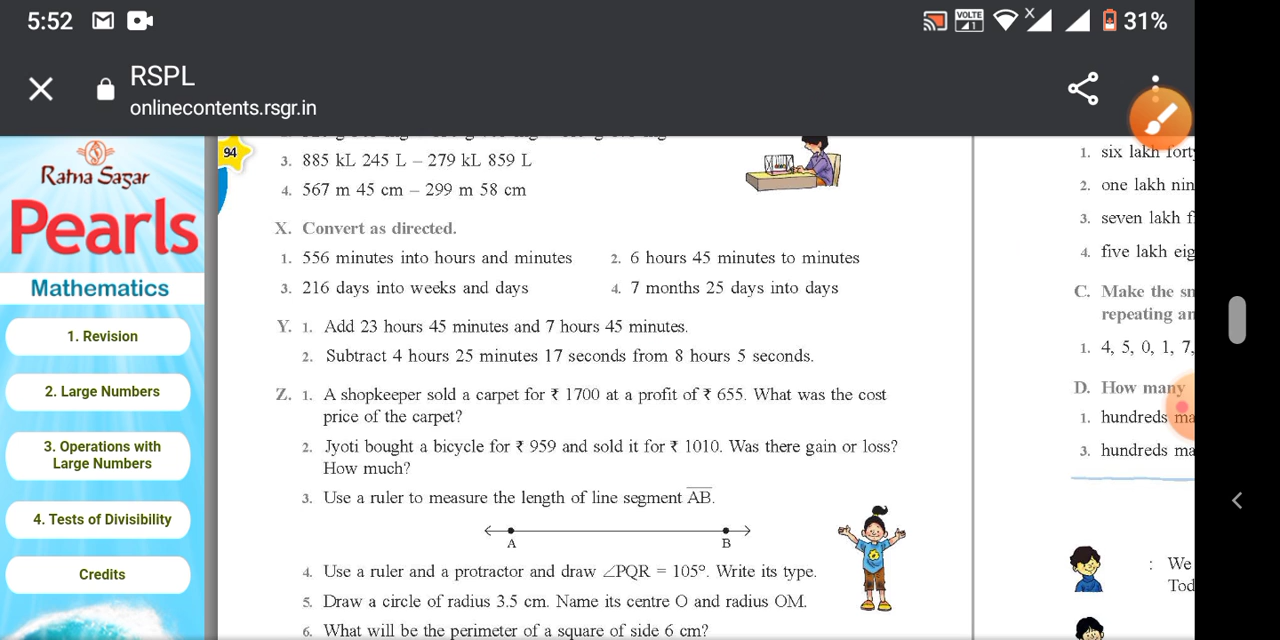 5:52
VOLTE
1
X
31%
RSPL
onlinecontents.rsgr.in
Ratna Sagar
Pearls
Mathematics
1. Revision
2. Large Numbers
3. Operations with
Large Numbers
4. Tests of Divisibility
Credits
94
3. 885 kL 245 L – 279 kL 859 L
4. 567 m 45 cm – 299 m 58 cm
X. Convert as directed.
1. 556 minutes into hours and minutes 2. 6 hours 45 minutes to minutes
3. 216 days into weeks and days 4. 7 months 25 days into days
Y. 1. Add 23 hours 45 minutes and 7 hours 45 minutes.
2. Subtract 4 hours 25 minutes 17 seconds from 8 hours 5 seconds.
Z. 1. A shopkeeper sold a carpet for ₹ 1700 at a profit of ₹ 655. What was the cost
price of the carpet?
2. Jyoti bought a bicycle for ₹ 959 and sold it for ₹ 1010. Was there gain or loss?
How much?
3. Use a ruler to measure the length of line segment A̅B̅.
A B
4. Use a ruler and a protractor and draw ∠PQR = 105°. Write its type.
5. Draw a circle of radius 3.5 cm. Name its centre O and radius OM.
6. What will be the perimeter of a square of side 6 cm?
1. six lakh
2. one lakh
3. seven lakh
4. five lakh
C. Make the
repeating
1. 4, 5, 0, 1, 7,
D. How many
1. hundreds
3. hundreds
: We